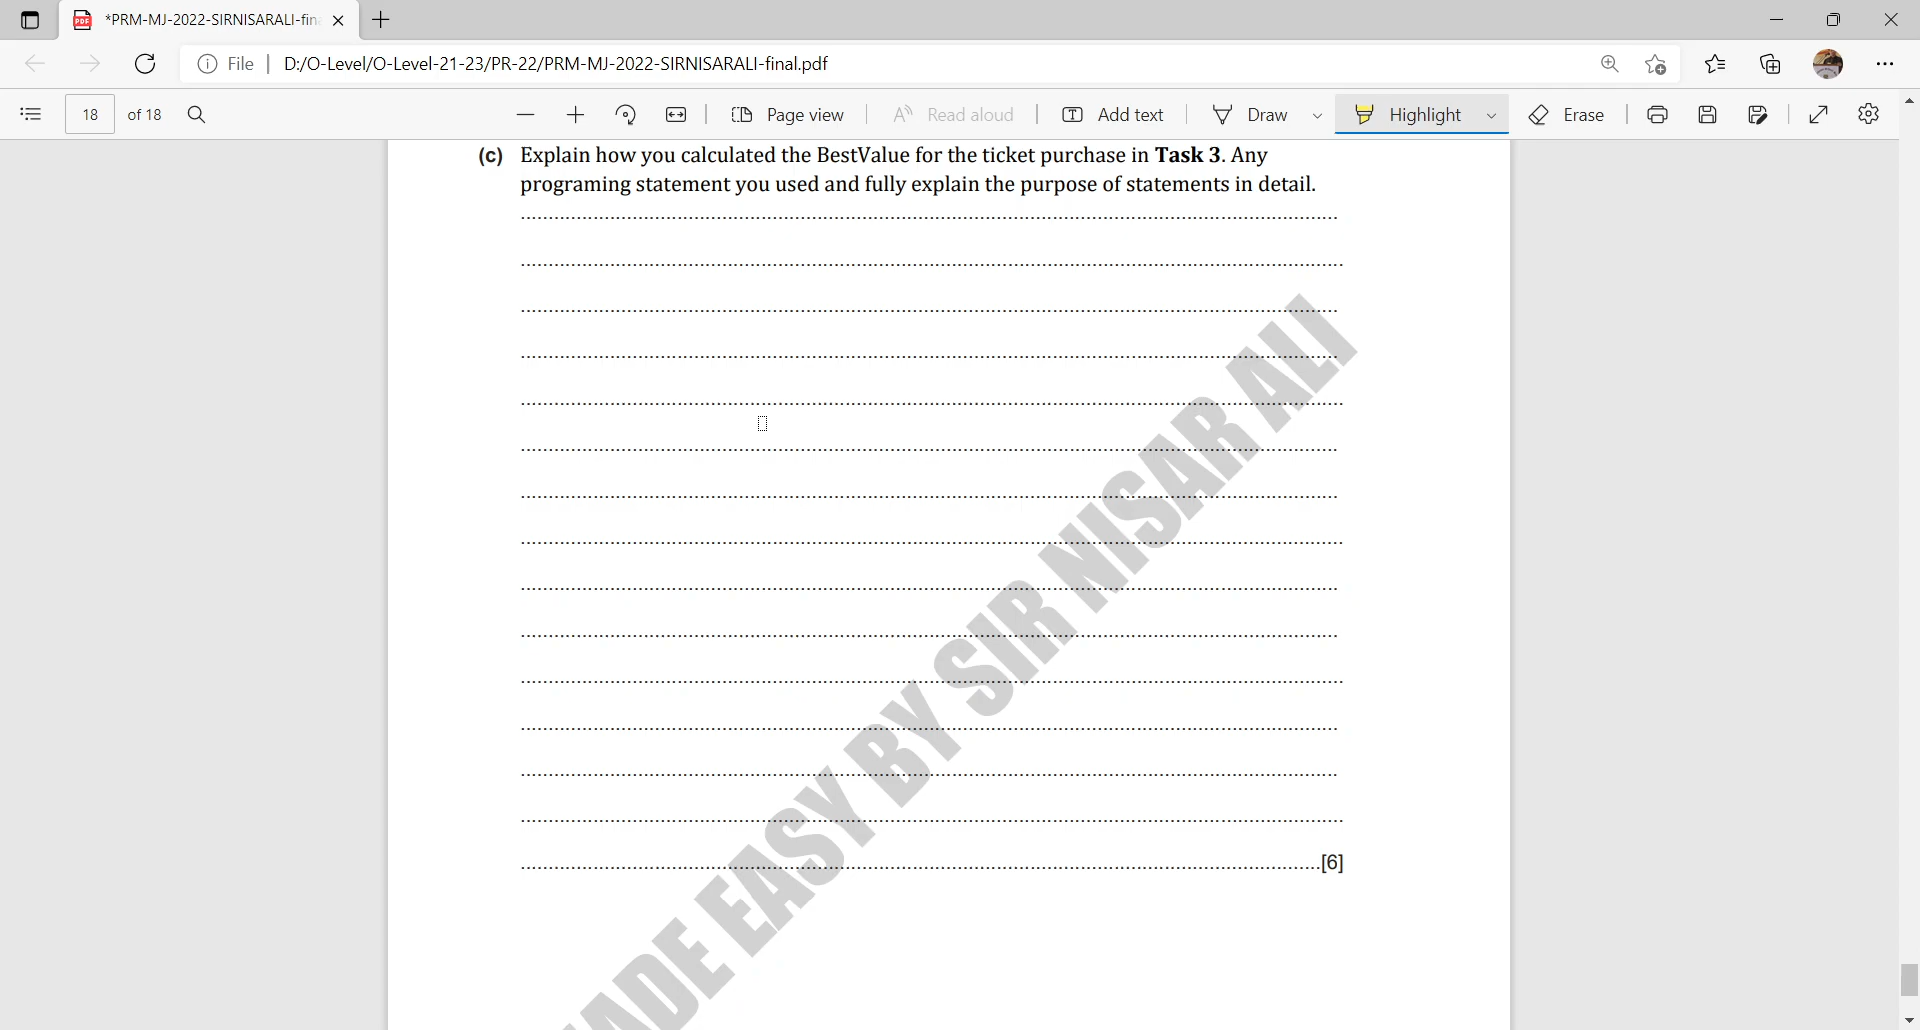 *PRM-MJ-2022-SIRNISARALI-fin
File
D:/O-Level/O-Level-21-23/PR-22/PRM-MJ-2022-SIRNISARALI-final.pdf
18 of 18
Page view
Read aloud
Add text
Draw
Highlight
Erase
(c) Explain how you calculated the BestValue for the ticket purchase in Task 3. Any
programing statement you used and fully explain the purpose of statements in detail.
[6]
ADE EASY BY SIR NISAR ALI